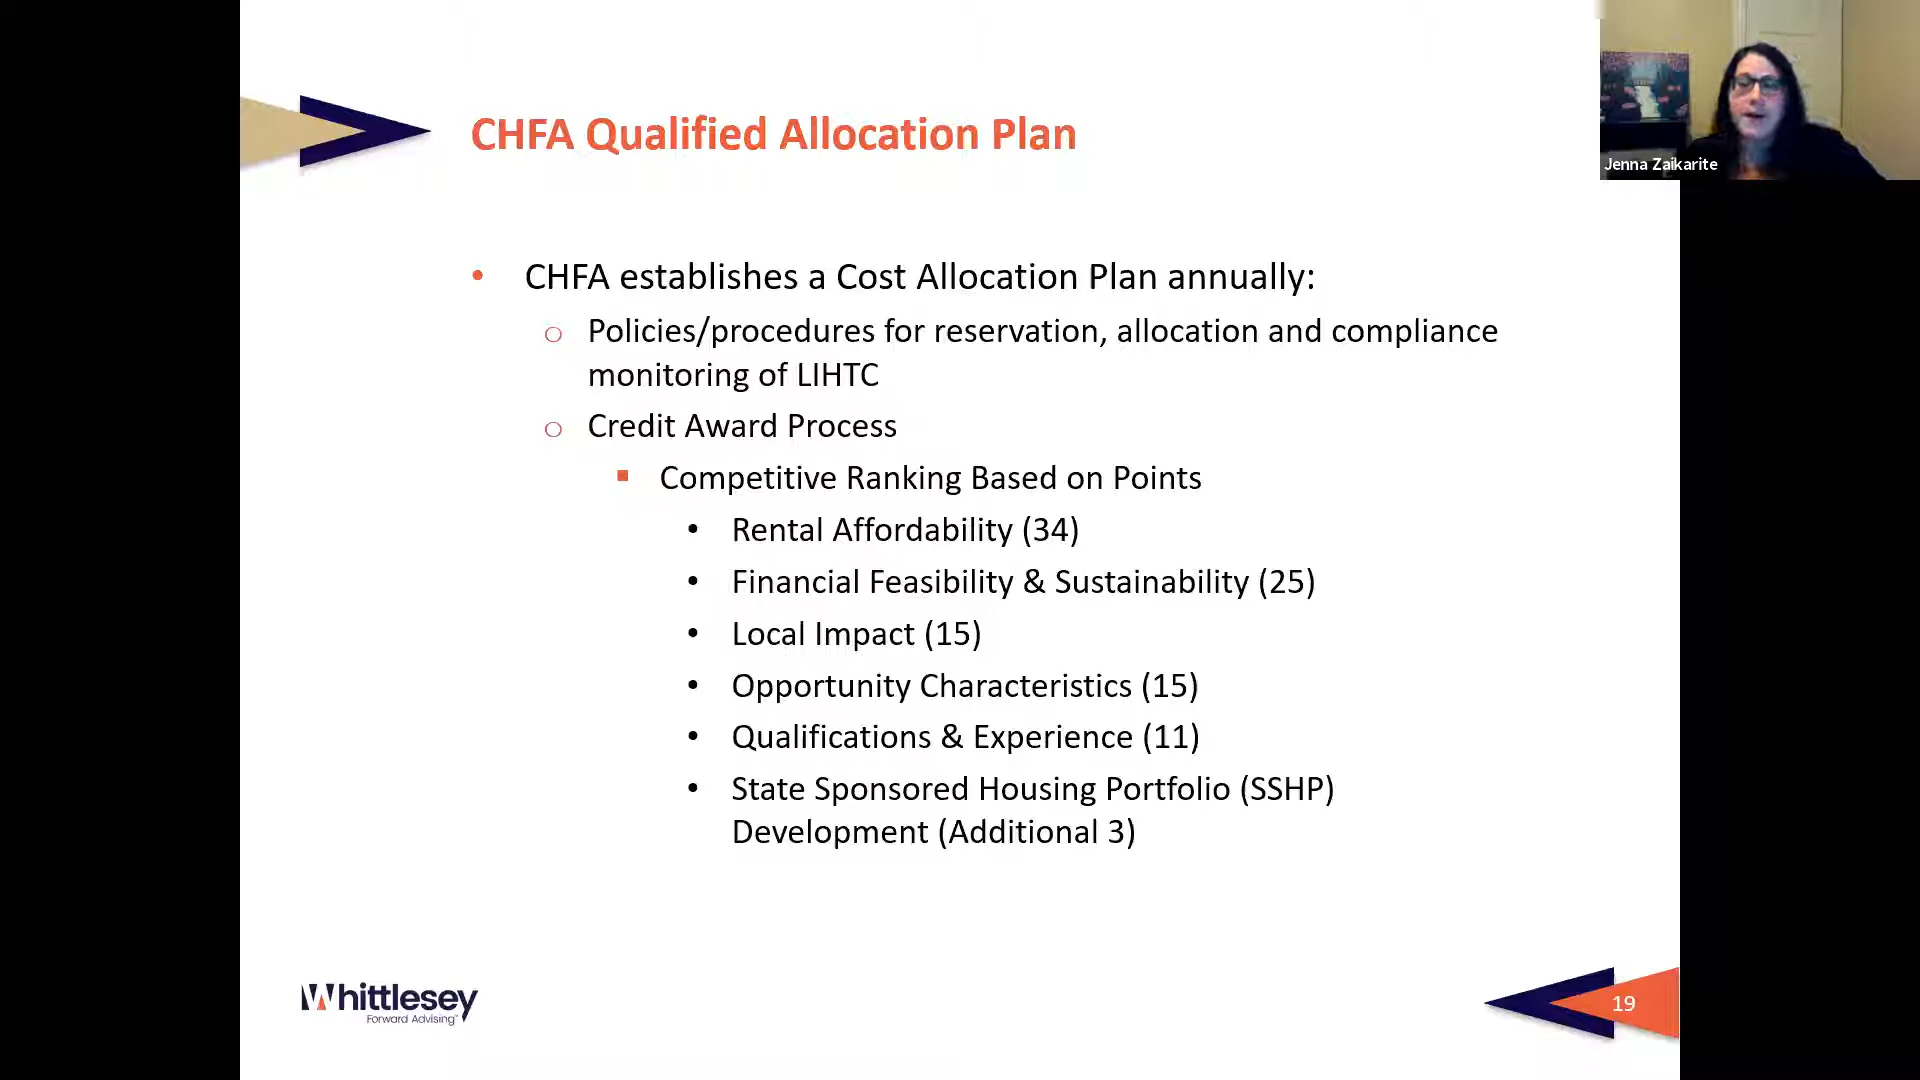 CHFA Qualified Allocation Plan
Jenna Zaikarite
• CHFA establishes a Cost Allocation Plan annually:
o Policies/procedures for reservation, allocation and compliance
monitoring of LIHTC
o Credit Award Process
▪ Competitive Ranking Based on Points
• Rental Affordability (34)
• Financial Feasibility & Sustainability (25)
• Local Impact (15)
• Opportunity Characteristics (15)
• Qualifications & Experience (11)
• State Sponsored Housing Portfolio (SSHP)
Development (Additional 3)
Whittlesey
Forward Advising™
19